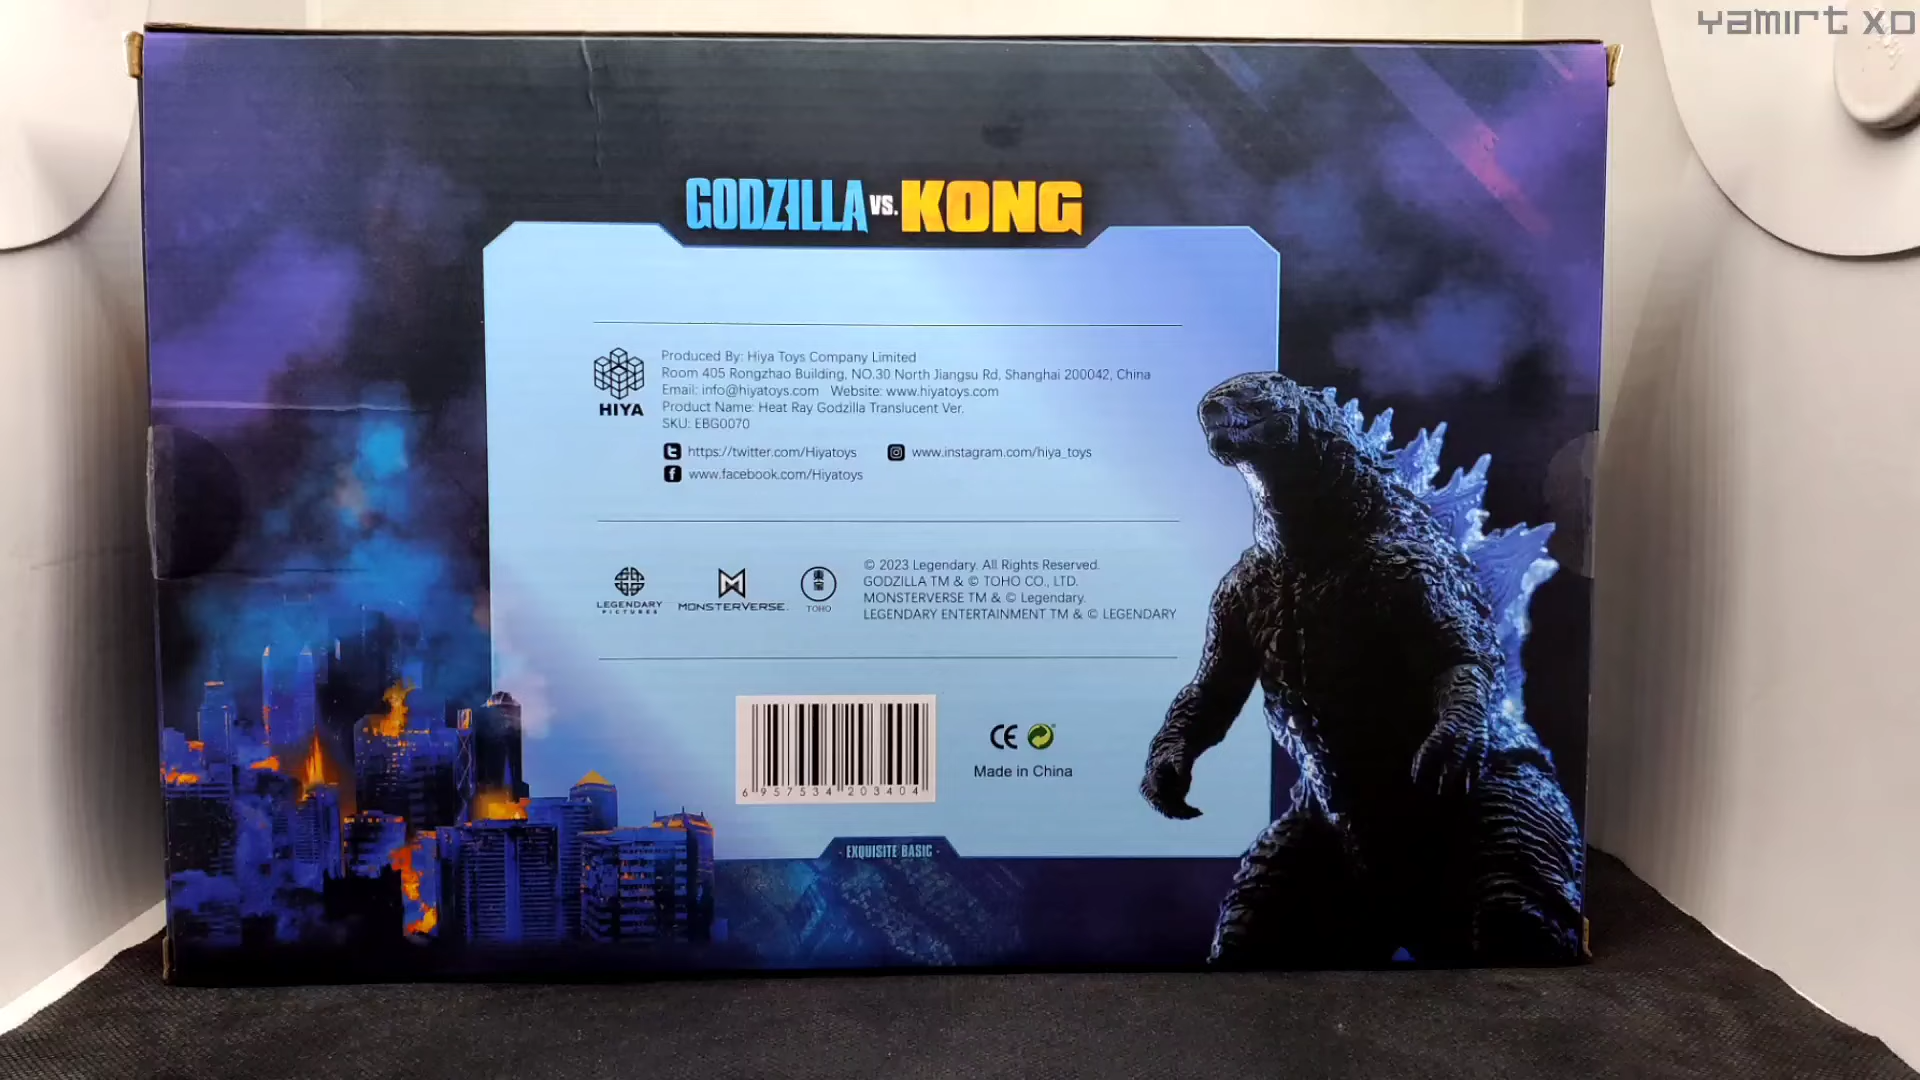 YAMIRT XO
GODZILLA VS. KONG
Produced By: Hiya Toys Company Limited
Room 405 Rongzhao Building, NO.30 North Jiangsu Rd, Shanghai 200042, China
Email: info@hiyatoys.com Website: www.hiyatoys.com
Product Name: Heat Ray Godzilla Translucent Ver.
SKU: EBG0070
HIYA
https://twitter.com/Hiyatoys www.instagram.com/hiya_toys
www.facebook.com/Hiyatoys
© 2023 Legendary. All Rights Reserved.
GODZILLA TM & © TOHO CO., LTD.
MONSTERVERSE TM & © Legendary.
LEGENDARY ENTERTAINMENT TM & © LEGENDARY
LEGENDARY
PICTURES
MONSTERVERSE
東宝
TOHO
6 957534 203404
CE
Made in China
· EXQUISITE BASIC ·